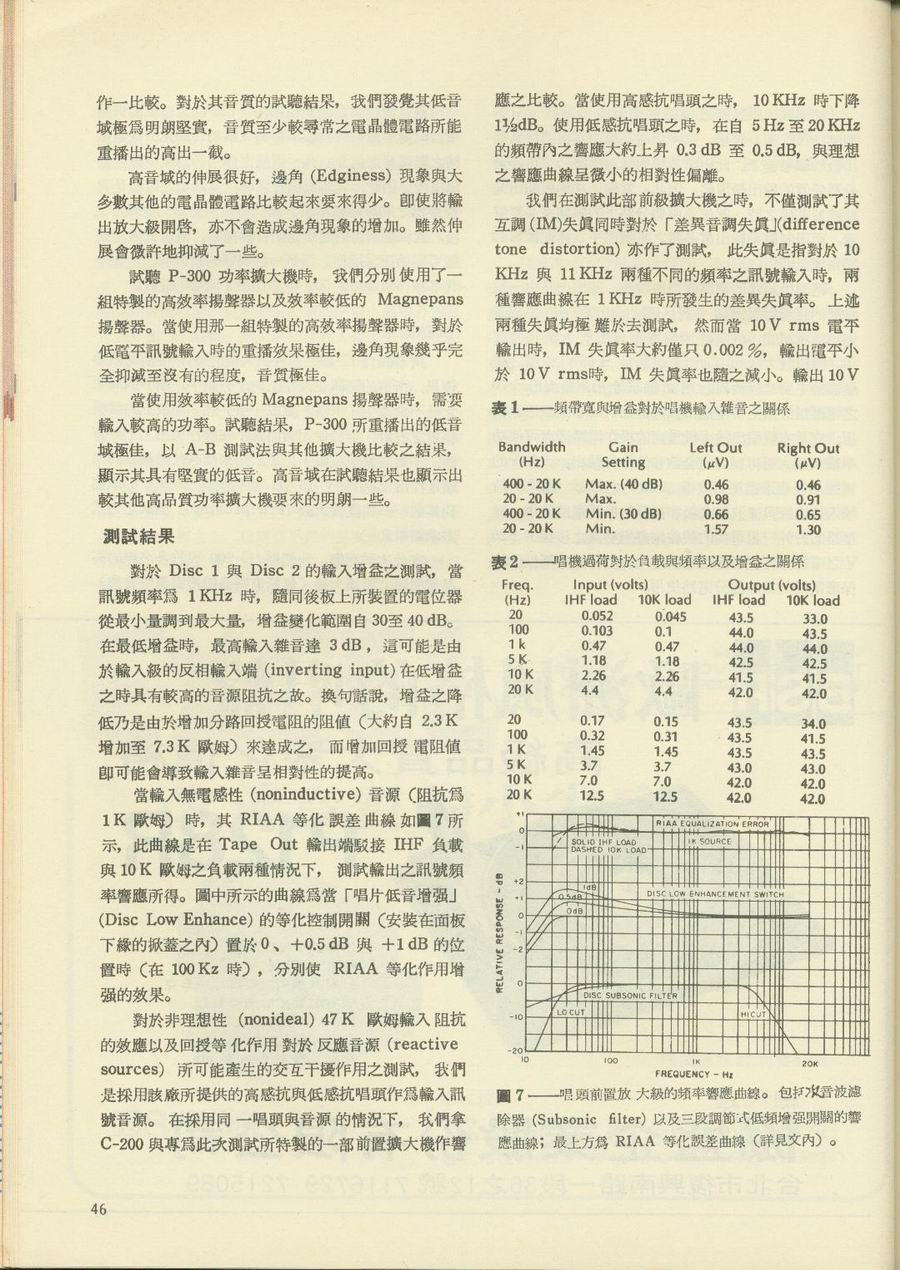 作一比較。對於其音質的試聽結果，我們發覺其低音
域極爲明朗堅實，音質至少較尋常之電晶體電路所能
重播出的高出一截。
高音域的伸展很好，邊角 (Edginess) 現象與大
多數其他的電晶體電路比較起來要來得少。卽使將輸
出放大級開啓，亦不會造成邊角現象的增加。雖然伸
展會微許地抑減了一些。
試聽 P-300 功率擴大機時，我們分別使用了一
組特製的高效率揚聲器以及效率較低的 Magnepans
揚聲器。當使用那一組特製的高效率揚聲器時，對於
低電平訊號輸入時的重播效果極佳，邊角現象幾乎完
全抑減至沒有的程度，音質極佳。
當使用效率較低的 Magnepans 揚聲器時，需要
輸入較高的功率。試聽結果，P-300 所重播出的低音
域極佳，以 A-B 測試法與其他擴大機比較之結果，
顯示其具有堅實的低音。高音域在試聽結果也顯示出
較其他高品質功率擴大機要來的明朗一些。
測試結果
對於 Disc 1 與 Disc 2 的輸入增益之測試，當
訊號頻率爲 1 KHz 時，隨同後板上所裝置的電位器
從最小量調到最大量，增益變化範圍自 30至 40 dB。
在最低增益時，最高輸入雜音達 3 dB，這可能是由
於輸入級的反相輸入端 (inverting input) 在低增益
之時具有較高的音源阻抗之故。換句話說，增益之降
低乃是由於增加分路回授電阻的阻値（大約自 2.3 K
增加至 7.3 K 歐姆）來達成之，而增加回授電阻値
卽可能會導致輸入雜音呈相對性的提高。
當輸入無電感性 (noninductive) 音源（阻抗爲
1 K 歐姆）時，其 RIAA 等化誤差曲線如圖 7 所
示，此曲線是在 Tape Out 輸出端駁接 IHF 負載
與 10 K 歐姆之負載兩種情況下，測試輸出之訊號頻
率響應所得。圖中所示的曲線爲當「唱片低音增强」
(Disc Low Enhance) 的等化控制開關（安裝在面板
下緣的掀蓋之內）置於 0、+0.5 dB 與 +1 dB 的位
置時（在 100 Kz 時），分別使 RIAA 等化作用增
强的效果。
對於非理想性 (nonideal) 47 K 歐姆輸入阻抗
的效應以及回授等化作用對於反應音源 (reactive
sources) 所可能產生的交互干擾作用之測試，我們
是採用該廠所提供的高感抗與低感抗唱頭作爲輸入訊
號音源。在採用同一唱頭與音源的情況下，我們拿
C-200 與專爲此次測試所特製的一部前置擴大機作響
應之比較。當使用高感抗唱頭之時，10 KHz 時下降
1½dB。使用低感抗唱頭之時，在自 5 Hz 至 20 KHz
的頻帶內之響應大約上昇 0.3 dB 至 0.5 dB，與理想
之響應曲線呈微小的相對性偏離。
我們在測試此部前級擴大機之時，不僅測試了其
互調 (IM)失眞同時對於「差異音調失眞」(difference
tone distortion) 亦作了測試，此失眞是指對於 10
KHz 與 11 KHz 兩種不同的頻率之訊號輸入時，兩
種響應曲線在 1 KHz 時所發生的差異失眞率。上述
兩種失眞均極難於去測試，然而當 10 V rms 電平
輸出時，IM 失眞率大約僅只 0.002 %，輸出電平小
於 10 V rms時，IM 失眞率也隨之減小。輸出 10 V
表 1 ——頻帶寬與增益對於唱機輸入雜音之關係
Bandwidth Gain Left Out Right Out
(Hz) Setting (μV) (μV)
400 - 20 K Max. (40 dB) 0.46 0.46
20 - 20 K Max. 0.98 0.91
400 - 20 K Min. (30 dB) 0.66 0.65
20 - 20 K Min. 1.57 1.30
表 2 ——唱機過荷對於負載與頻率以及增益之關係
Freq. Input (volts) Output (volts)
(Hz) IHF load 10K load IHF load 10K load
20 0.052 0.045 43.5 33.0
100 0.103 0.1 44.0 43.5
1 k 0.47 0.47 44.0 44.0
5 K 1.18 1.18 42.5 42.5
10 K 2.26 2.26 41.5 41.5
20 K 4.4 4.4 42.0 42.0
20 0.17 0.15 43.5 34.0
100 0.32 0.31 43.5 41.5
1 K 1.45 1.45 43.5 43.5
5 K 3.7 3.7 43.0 43.0
10 K 7.0 7.0 42.0 42.0
20 K 12.5 12.5 42.0 42.0
+1
0
-1
RIAA EQUALIZATION ERROR
SOLID IHF LOAD 1K SOURCE
DASHED 10K LOAD
+2
+1
0
-1
-2
1dB
0.5dB
0dB
DISC LOW ENHANCEMENT SWITCH
RELATIVE RESPONSE - dB
0
-10
-20
DISC SUBSONIC FILTER
LO CUT HI CUT
10 100 1K 20K
FREQUENCY - Hz
圖 7 ——唱頭前置放大級的頻率響應曲線。包括次音波濾
除器 (Subsonic filter) 以及三段調節式低頻增强開關的響
應曲線；最上方爲 RIAA 等化誤差曲線（詳見文內）。
46